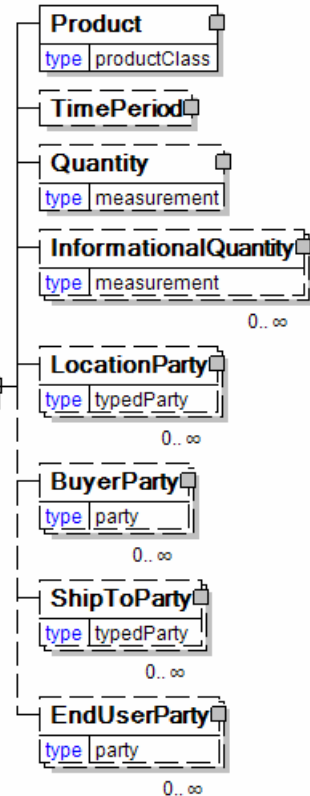 Product
type productClass
TimePeriod
Quantity
type measurement
InformationalQuantity
type measurement
0.. ∞
LocationParty
type typedParty
0.. ∞
BuyerParty
type party
0.. ∞
ShipToParty
type typedParty
0.. ∞
EndUserParty
type party
0.. ∞